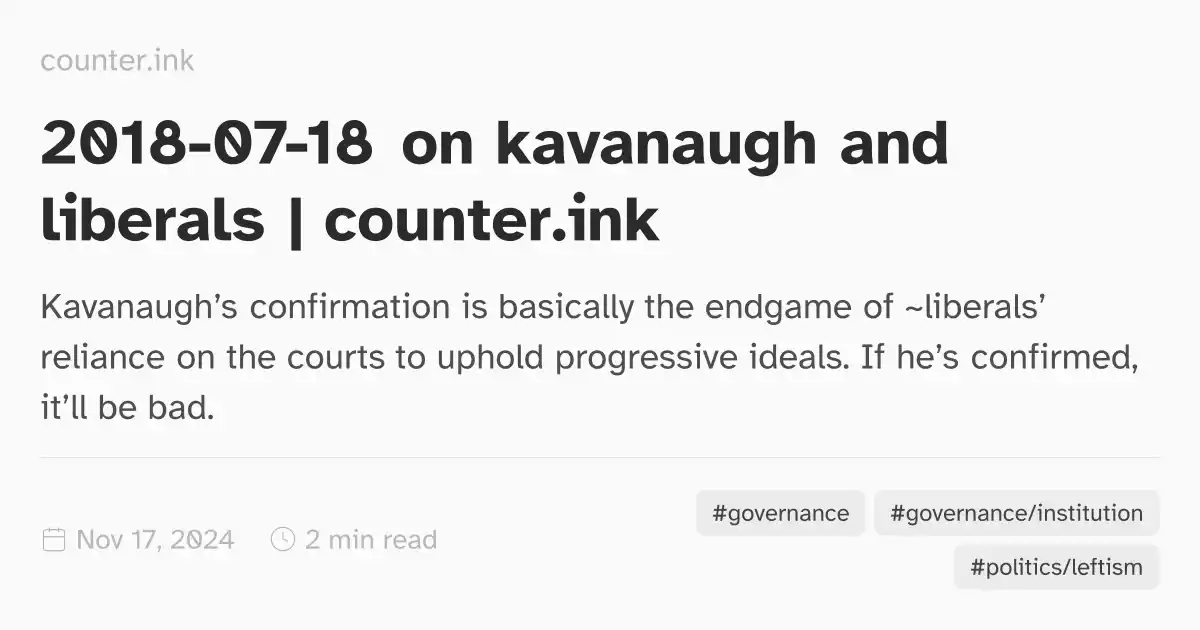 counter.ink
2018-07-18 on kavanaugh and
liberals | counter.ink
Kavanaugh’s confirmation is basically the endgame of ~liberals’
reliance on the courts to uphold progressive ideals. If he’s confirmed,
it’ll be bad.
Nov 17, 2024
2 min read
#governance
#governance/institution
#politics/leftism